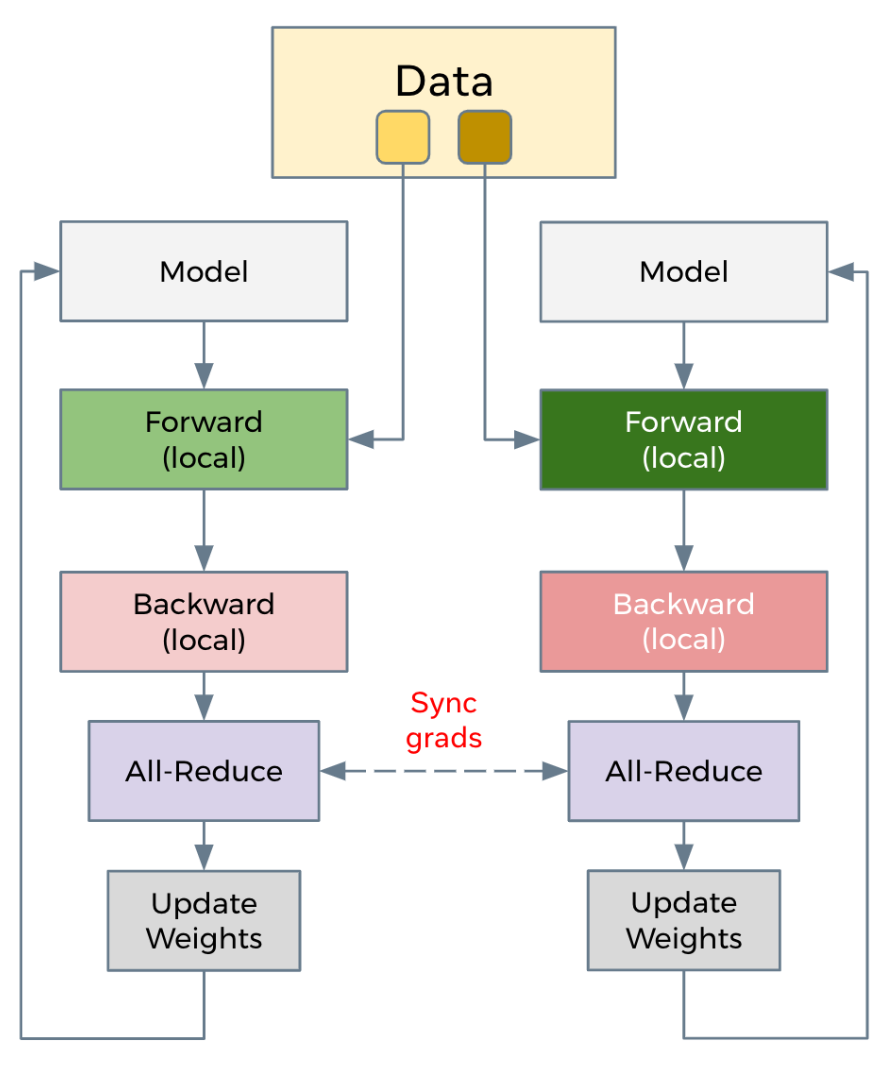 Data
Model
Model
Forward
(local)
Forward
(local)
Backward
(local)
Backward
(local)
Sync
grads
All-Reduce
All-Reduce
Update
Weights
Update
Weights